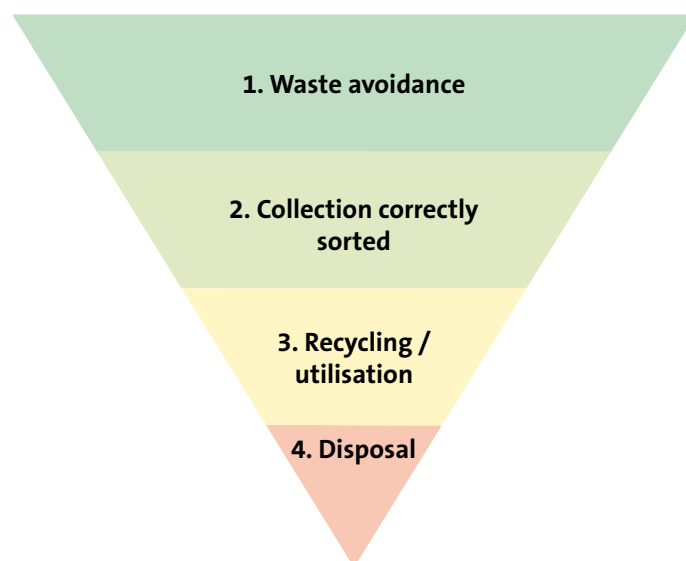 1. Waste avoidance
2. Collection correctly
sorted
3. Recycling /
utilisation
4. Disposal